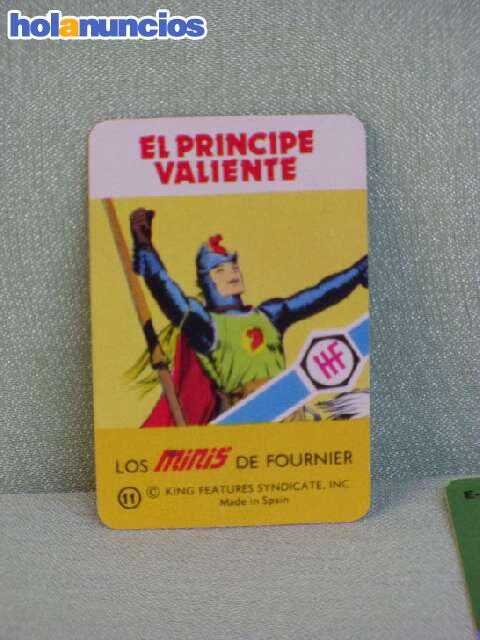 holanuncios
EL PRINCIPE
VALIENTE
HF
LOS minis DE FOURNIER
11 © KING FEATURES SYNDICATE, INC.
Made in Spain
E-